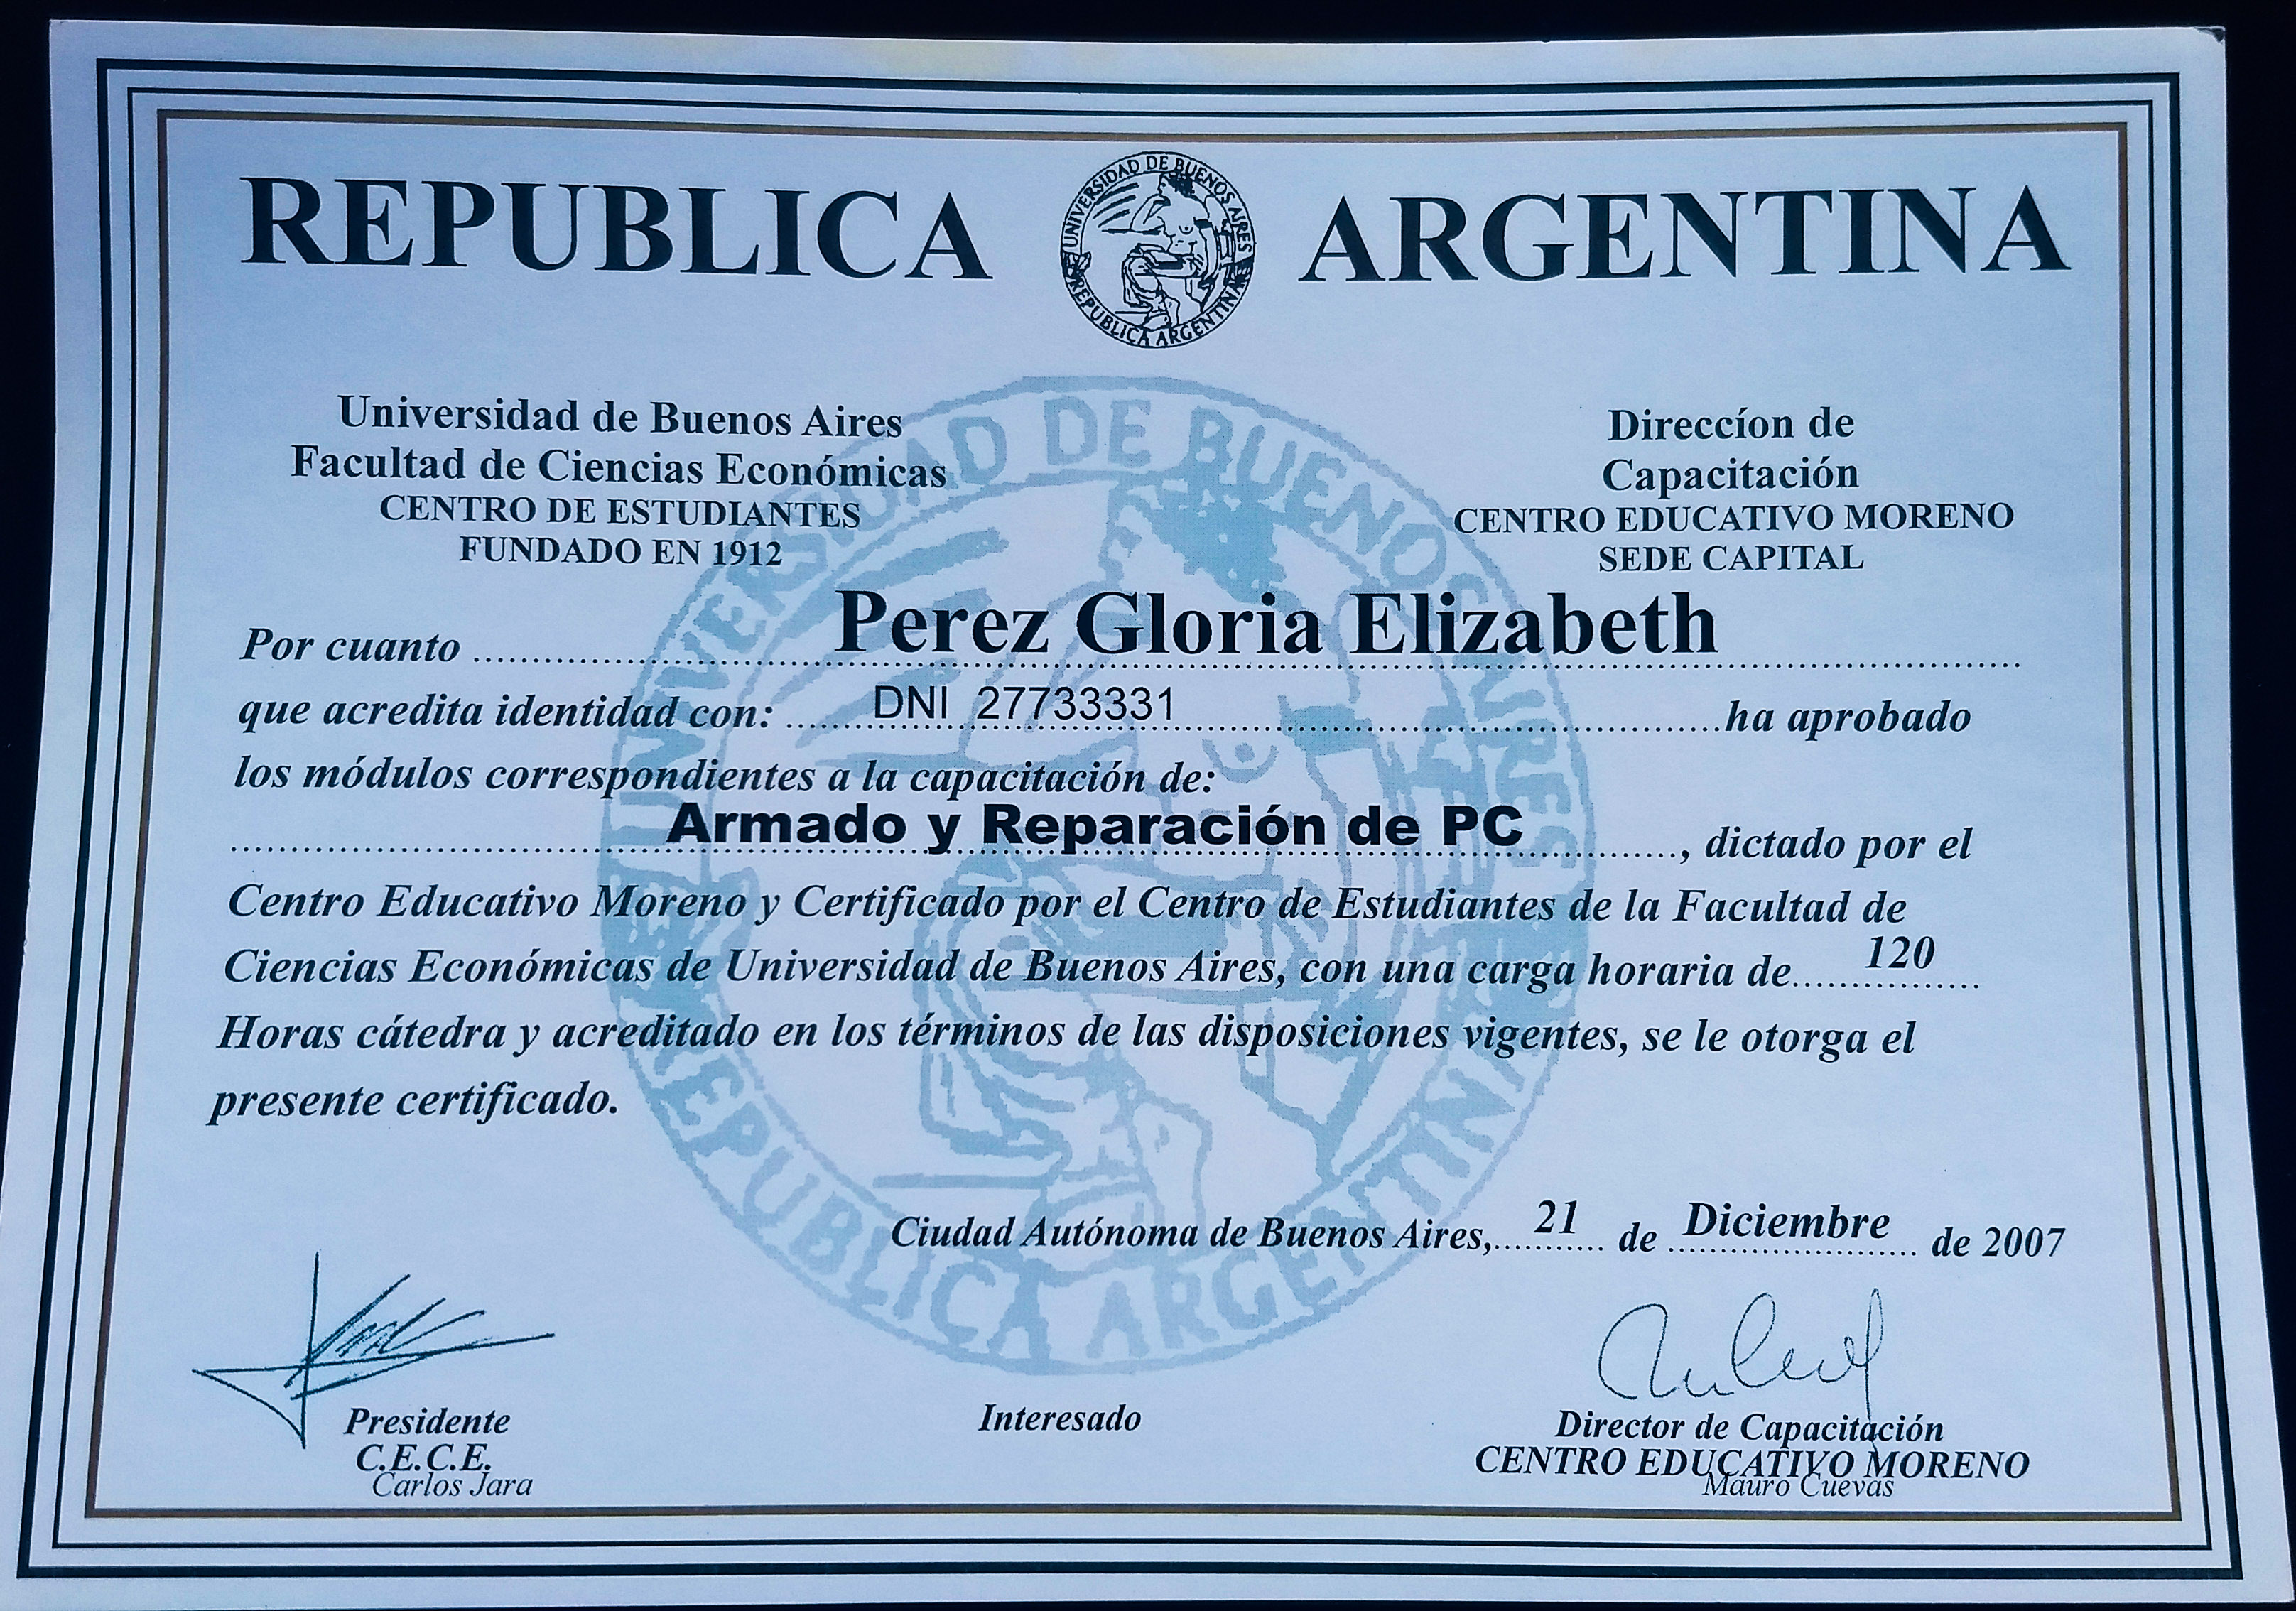 REPUBLICA ARGENTINA
UNIVERSIDAD DE BUENOS AIRES
REPUBLICA ARGENTINA
Universidad de Buenos Aires
Facultad de Ciencias Económicas
CENTRO DE ESTUDIANTES
FUNDADO EN 1912
Direccíon de
Capacitación
CENTRO EDUCATIVO MORENO
SEDE CAPITAL
UNIVERSIDAD DE BUENOS AIRES
REPUBLICA ARGENTINA
Por cuanto Perez Gloria Elizabeth
que acredita identidad con: DNI 27733331 ha aprobado
los módulos correspondientes a la capacitación de:
Armado y Reparación de PC, dictado por el
Centro Educativo Moreno y Certificado por el Centro de Estudiantes de la Facultad de
Ciencias Económicas de Universidad de Buenos Aires, con una carga horaria de 120
Horas cátedra y acreditado en los términos de las disposiciones vigentes, se le otorga el
presente certificado.
Ciudad Autónoma de Buenos Aires, 21 de Diciembre de 2007
Presidente
C.E.C.E.
Carlos Jara
Interesado
Director de Capacitación
CENTRO EDUCATIVO MORENO
Mauro Cuevas